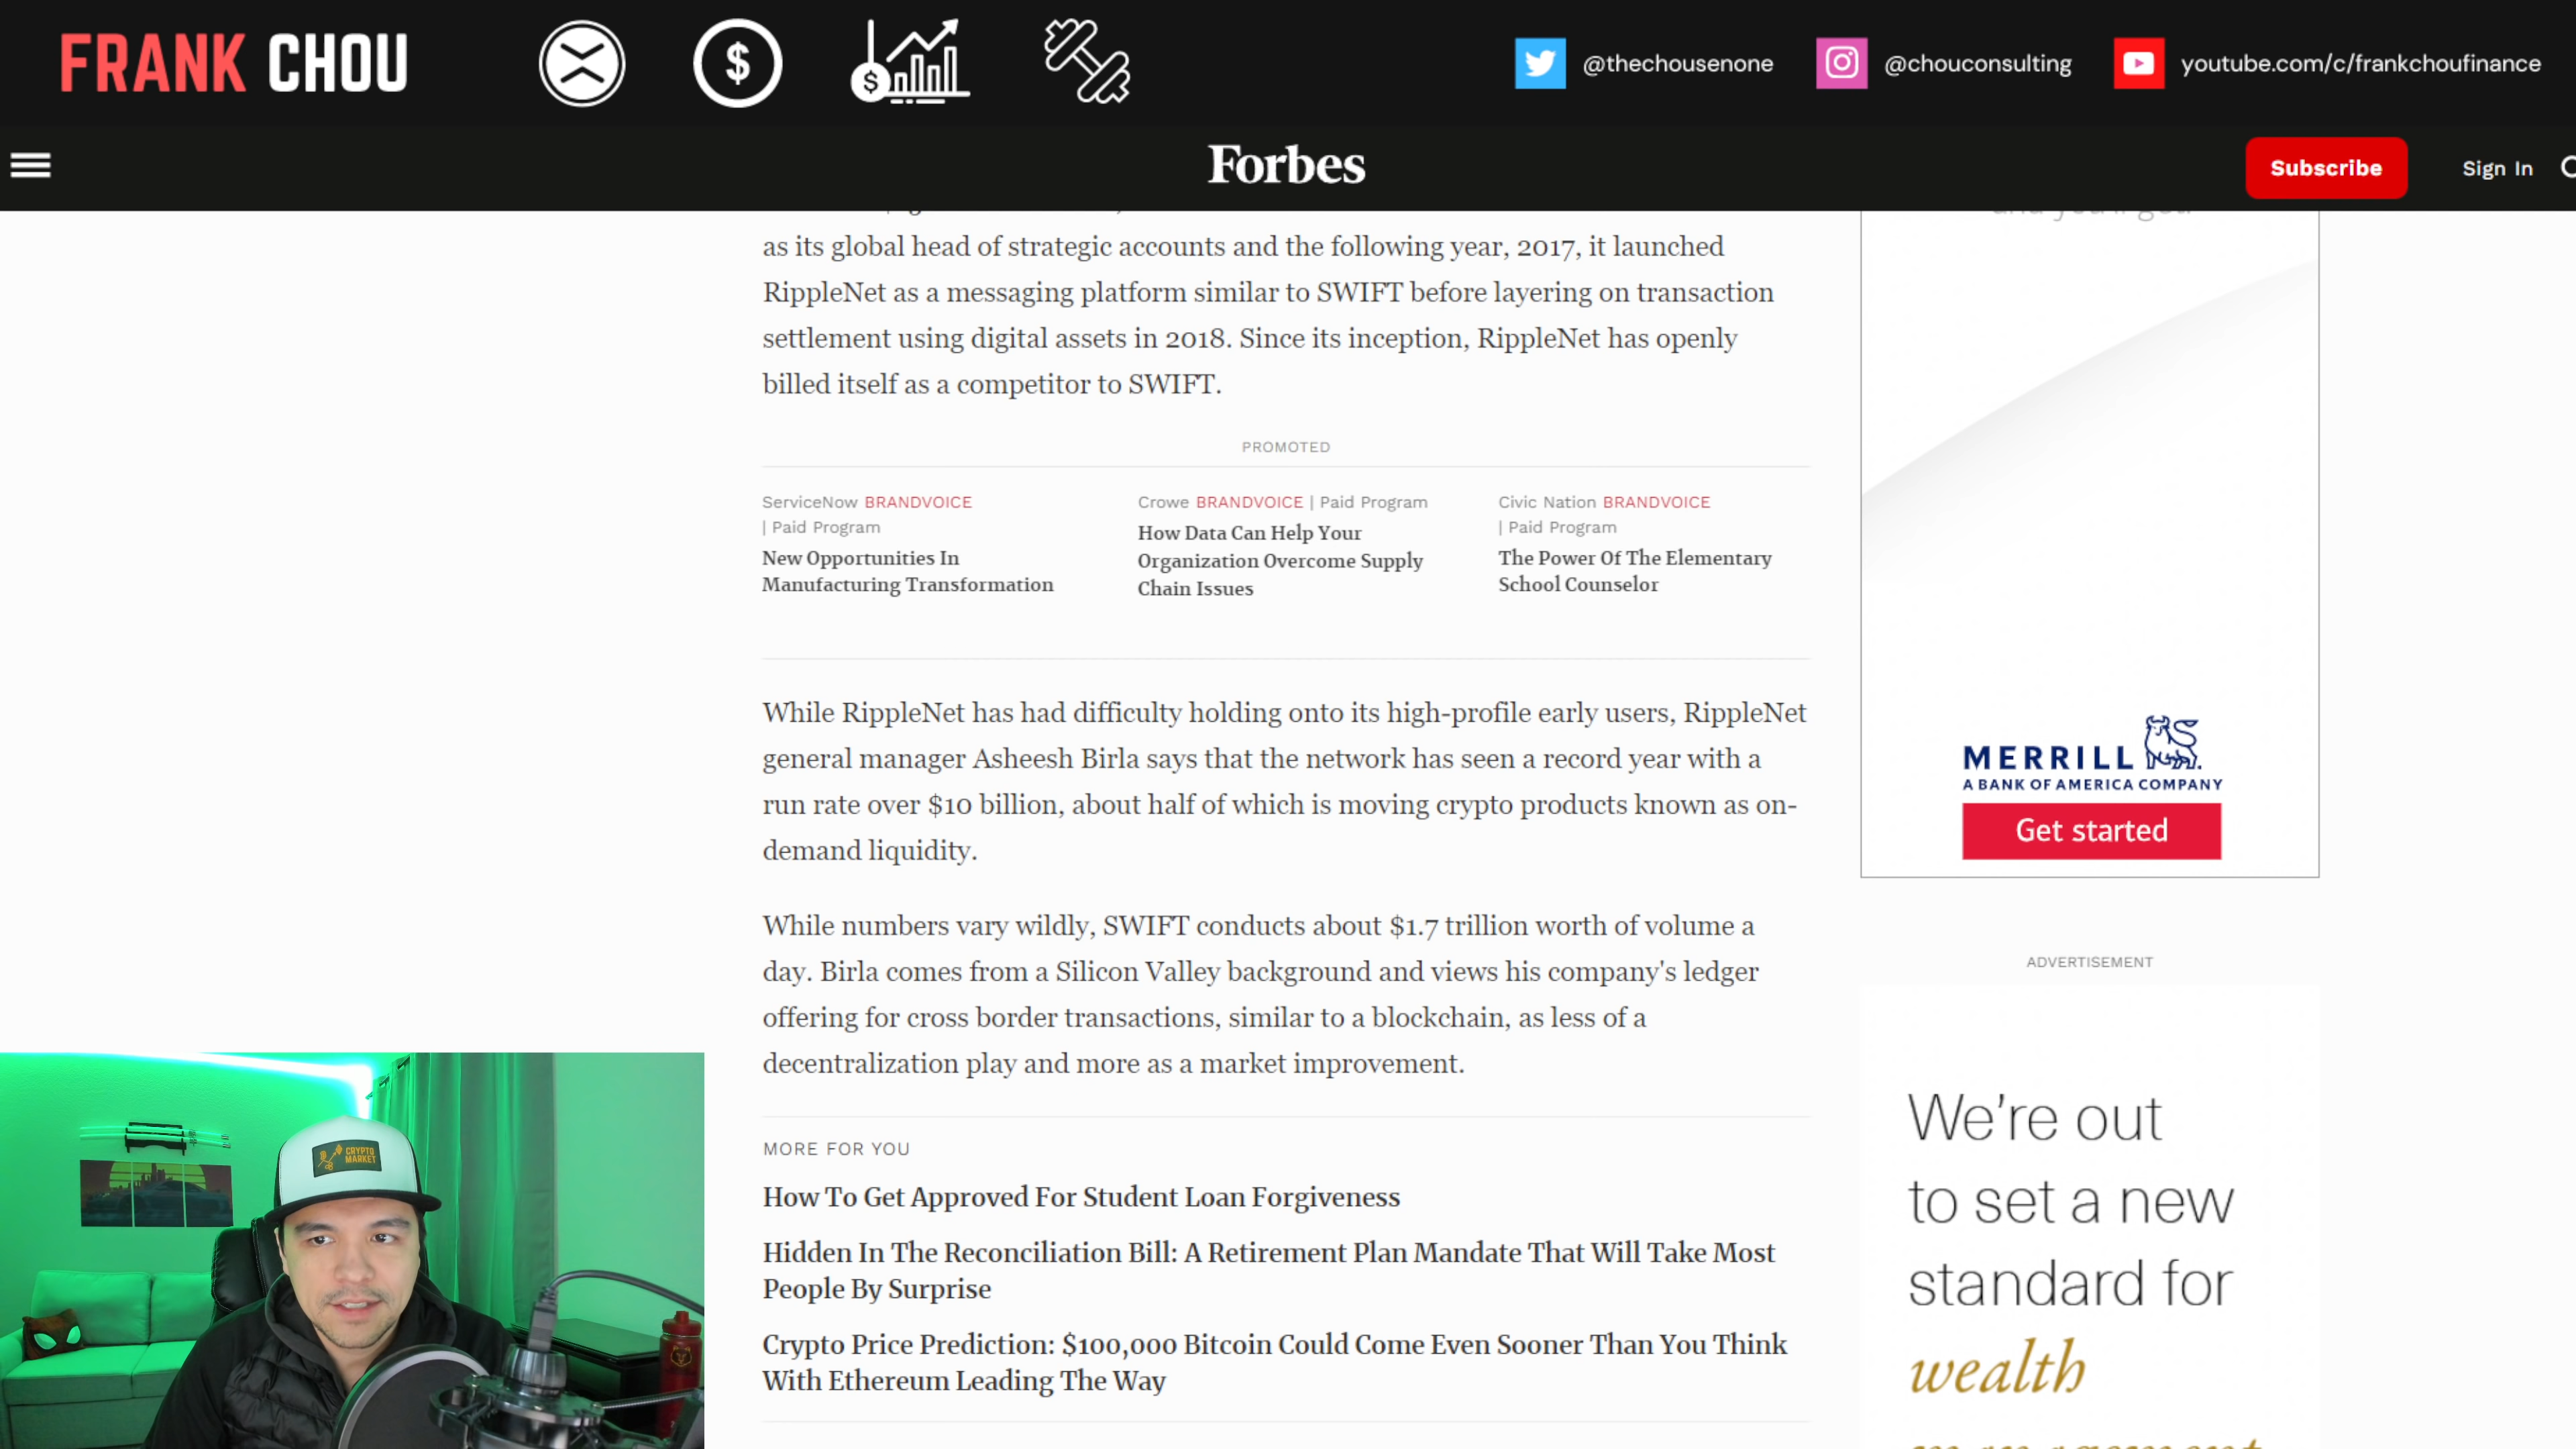 FRANK CHOU
@thechousenone
@chouconsulting
youtube.com/c/frankchoufinance
Forbes
Subscribe
Sign In
as its global head of strategic accounts and the following year, 2017, it launched
RippleNet as a messaging platform similar to SWIFT before layering on transaction
settlement using digital assets in 2018. Since its inception, RippleNet has openly
billed itself as a competitor to SWIFT.
PROMOTED
ServiceNow BRANDVOICE
| Paid Program
New Opportunities In
Manufacturing Transformation
Crowe BRANDVOICE | Paid Program
How Data Can Help Your
Organization Overcome Supply
Chain Issues
Civic Nation BRANDVOICE
| Paid Program
The Power Of The Elementary
School Counselor
While RippleNet has had difficulty holding onto its high-profile early users, RippleNet
general manager Asheesh Birla says that the network has seen a record year with a
run rate over $10 billion, about half of which is moving crypto products known as on-
demand liquidity.
While numbers vary wildly, SWIFT conducts about $1.7 trillion worth of volume a
day. Birla comes from a Silicon Valley background and views his company's ledger
offering for cross border transactions, similar to a blockchain, as less of a
decentralization play and more as a market improvement.
MORE FOR YOU
How To Get Approved For Student Loan Forgiveness
Hidden In The Reconciliation Bill: A Retirement Plan Mandate That Will Take Most
People By Surprise
Crypto Price Prediction: $100,000 Bitcoin Could Come Even Sooner Than You Think
With Ethereum Leading The Way
MERRILL
A BANK OF AMERICA COMPANY
Get started
ADVERTISEMENT
We're out
to set a new
standard for
wealth
CRYPTO
MARKET